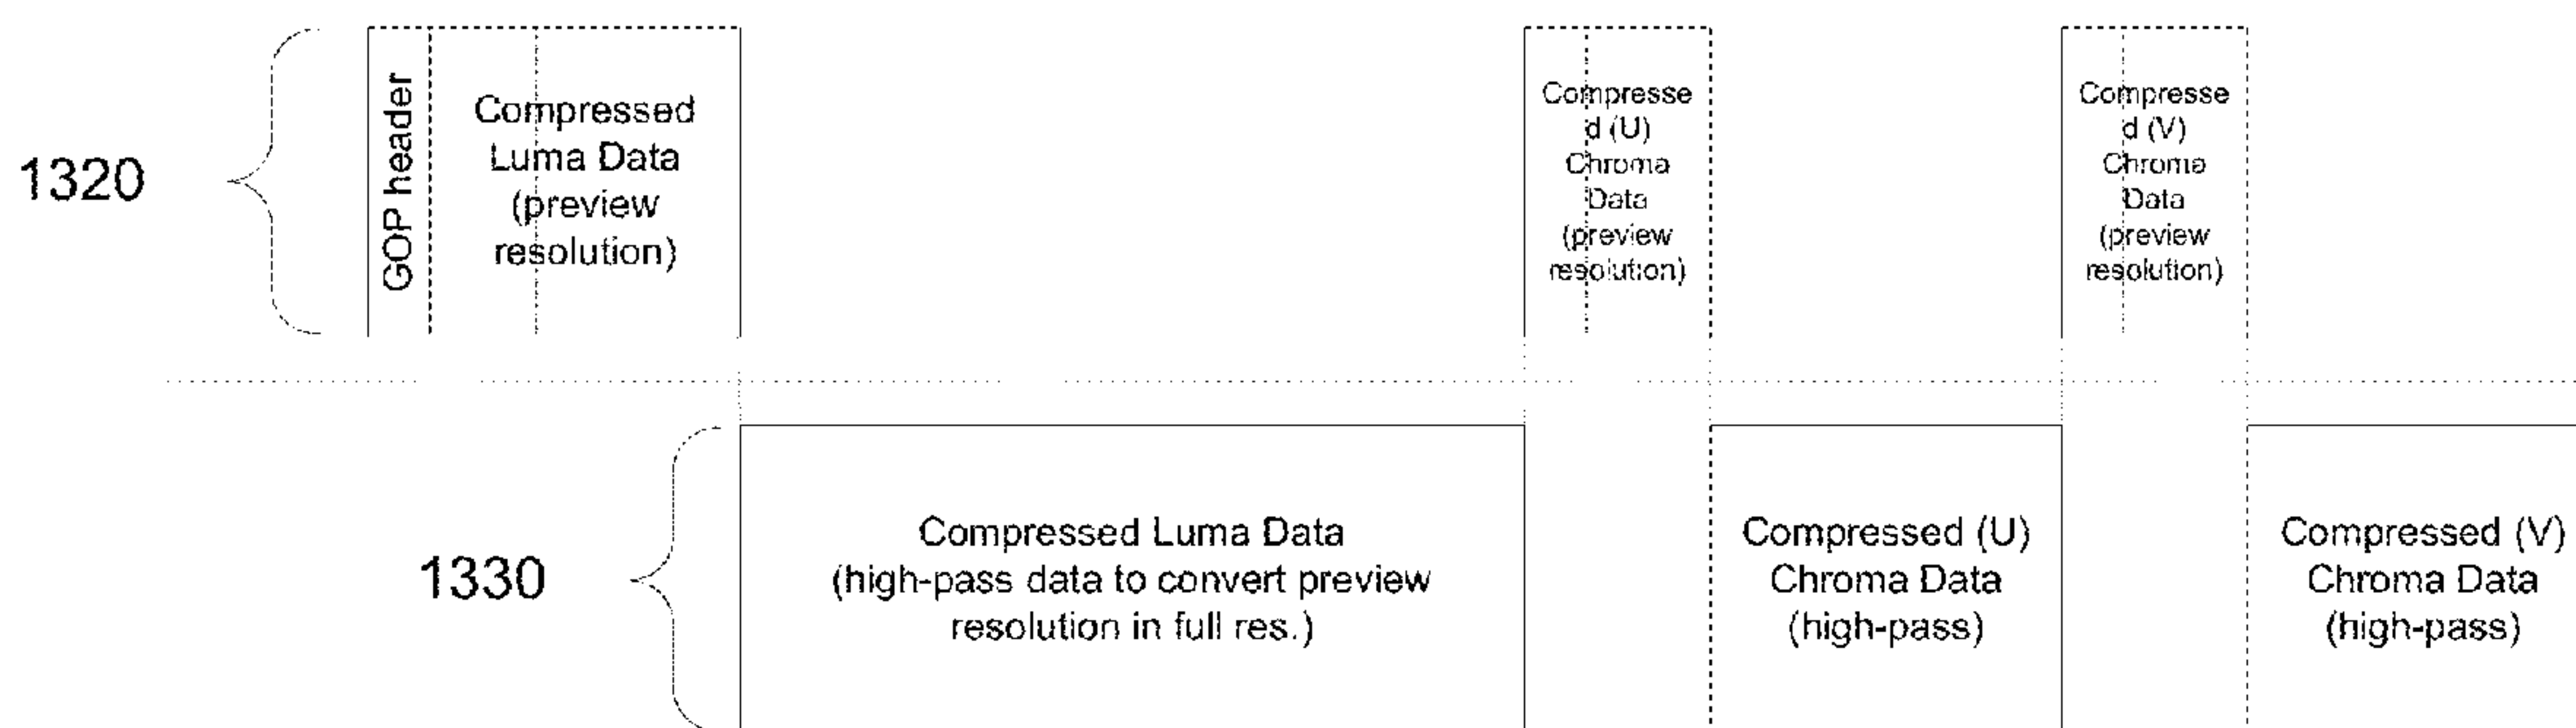 1320
GOP header
Compressed
Luma Data
(preview
resolution)
Compresse
d (U)
Chroma
Data
(preview
resolution)
Compresse
d (V)
Chroma
Data
(preview
resolution)
1330
Compressed Luma Data
(high-pass data to convert preview
resolution in full res.)
Compressed (U)
Chroma Data
(high-pass)
Compressed (V)
Chroma Data
(high-pass)